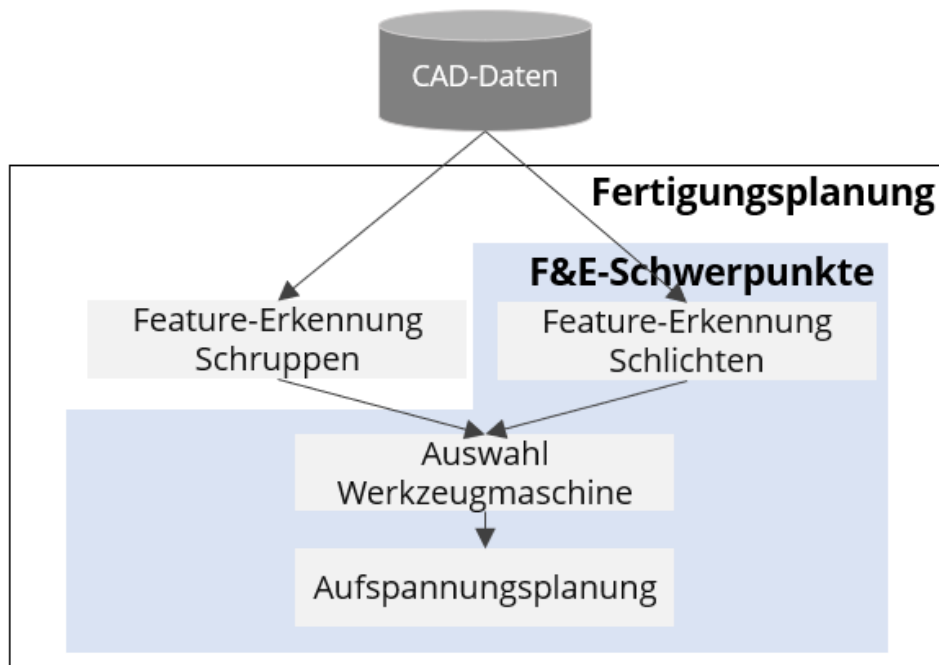 CAD-Daten
Fertigungsplanung
F&E-Schwerpunkte
Feature-Erkennung
Schruppen
Feature-Erkennung
Schlichten
Auswahl
Werkzeugmaschine
Aufspannungsplanung